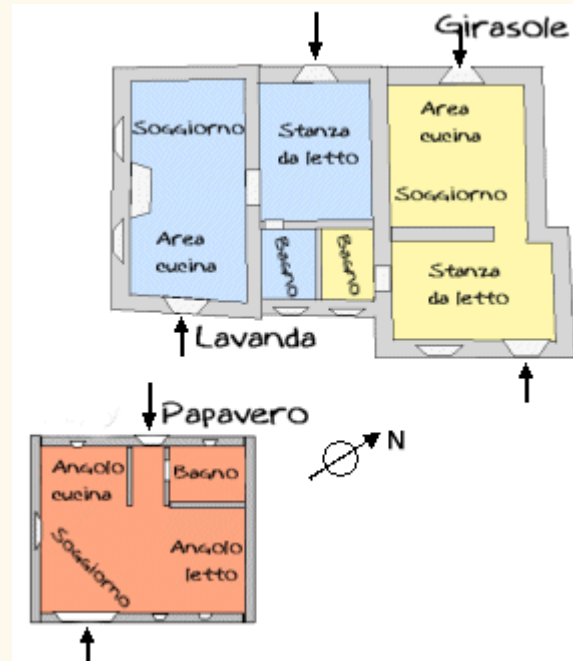 Girasole
Soggiorno
Area
cucina
Stanza
da letto
Bagno
Bagno
Area
cucina
Soggiorno
Stanza
da letto
Lavanda
Papavero
N
Angolo
cucina
Bagno
Soggiorno
Angolo
letto